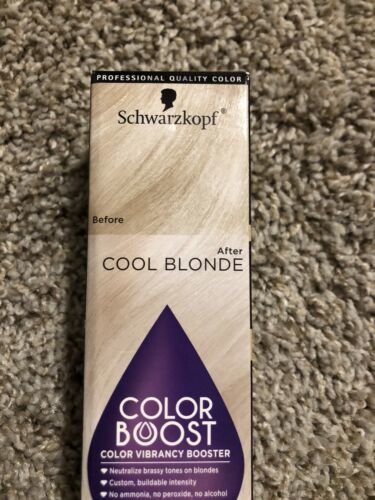 PROFESSIONAL QUALITY COLOR
Schwarzkopf®
Before
After
COOL BLONDE
COLOR
BOOST
COLOR VIBRANCY BOOSTER
♦ Neutralize brassy tones on blondes
♦ Custom, buildable intensity
♦ No ammonia, no peroxide, no alcohol